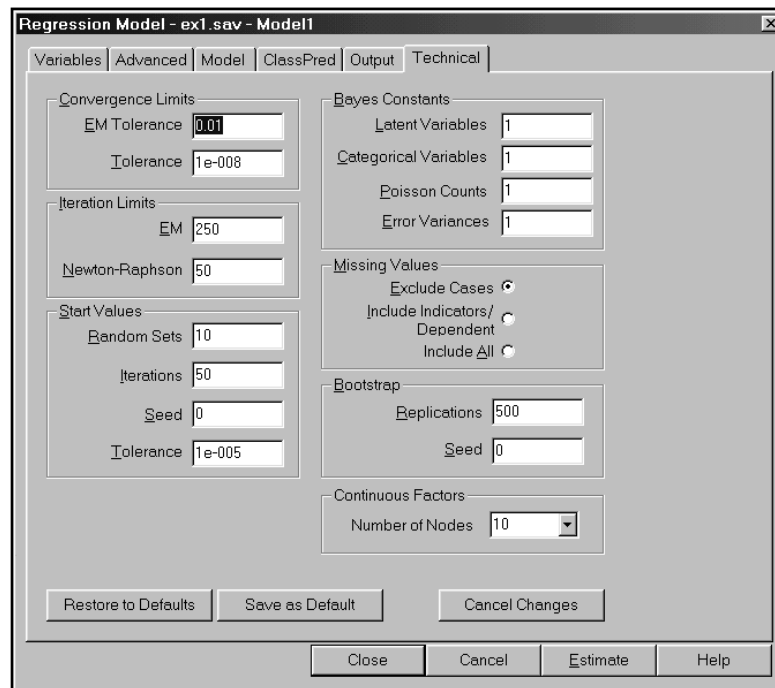 Regression Model - ex1.sav - Model1
Variables Advanced Model ClassPred Output Technical
Convergence Limits
EM Tolerance 0.01
Tolerance 1e-008
Iteration Limits
EM 250
Newton-Raphson 50
Start Values
Random Sets 10
Iterations 50
Seed 0
Tolerance 1e-005
Bayes Constants
Latent Variables 1
Categorical Variables 1
Poisson Counts 1
Error Variances 1
Missing Values
Exclude Cases
Include Indicators/
Dependent
Include All
Bootstrap
Replications 500
Seed 0
Continuous Factors
Number of Nodes 10
Restore to Defaults Save as Default Cancel Changes
Close Cancel Estimate Help